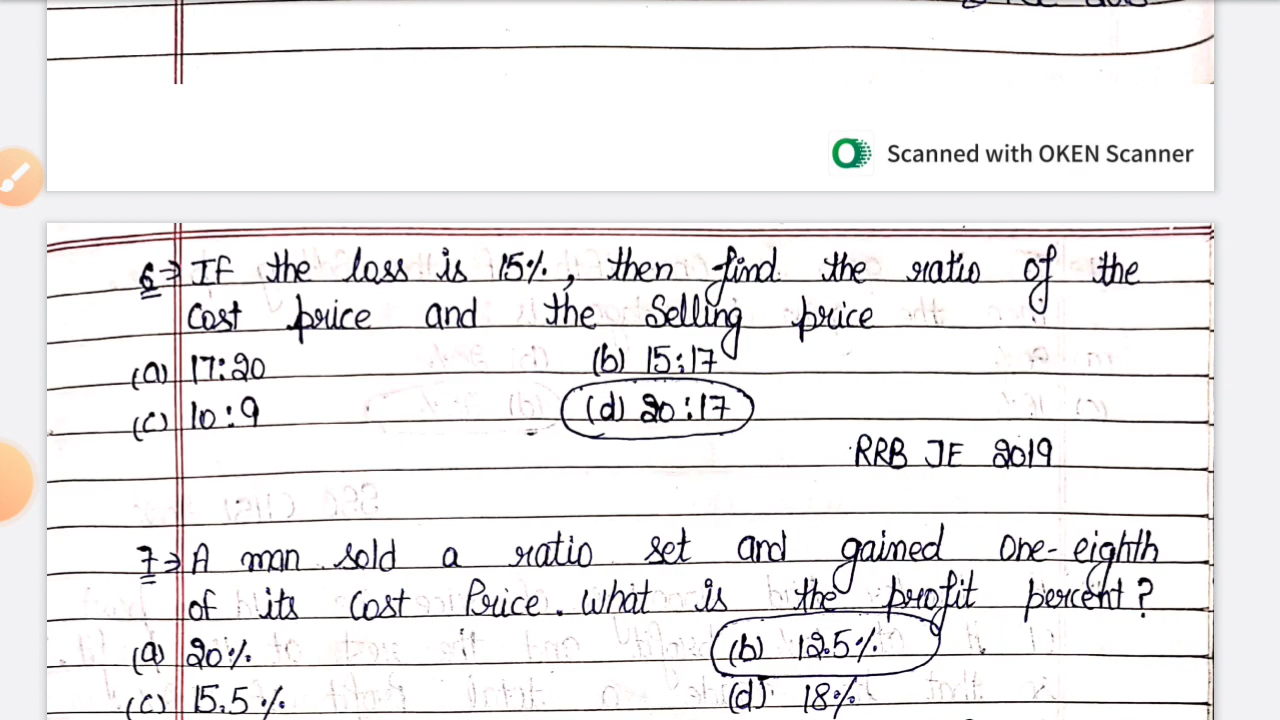 Scanned with OKEN Scanner
6⇒ If the loss is 15%, then find the ratio of the
Cost price and the Selling price
(a) 17:20 (b) 15:17
(c) 10:9 (d) 20:17
RRB JE 2019
7⇒ A man sold a ratio set and gained one-eighth
of its Cost Price. What is the profit percent?
(a) 20% (b) 12.5%
(c) 15.5% (d) 18%